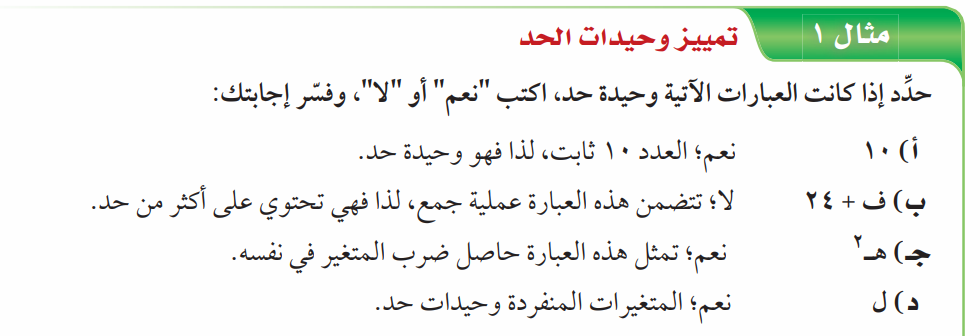 مثال ١ تمييز وحيدات الحد
حدِّد إذا كانت العبارات الآتية وحيدة حد، اكتب "نعم" أو "لا"، وفسّر إجابتك:
أ) ١٠ نعم؛ العدد ١٠ ثابت، لذا فهو وحيدة حد.
ب) ف + ٢٤ لا؛ تتضمن هذه العبارة عملية جمع، لذا فهي تحتوي على أكثر من حد.
جـ) هـ٢ نعم؛ تمثل هذه العبارة حاصل ضرب المتغير في نفسه.
د) ل نعم؛ المتغيرات المنفردة وحيدات حد.